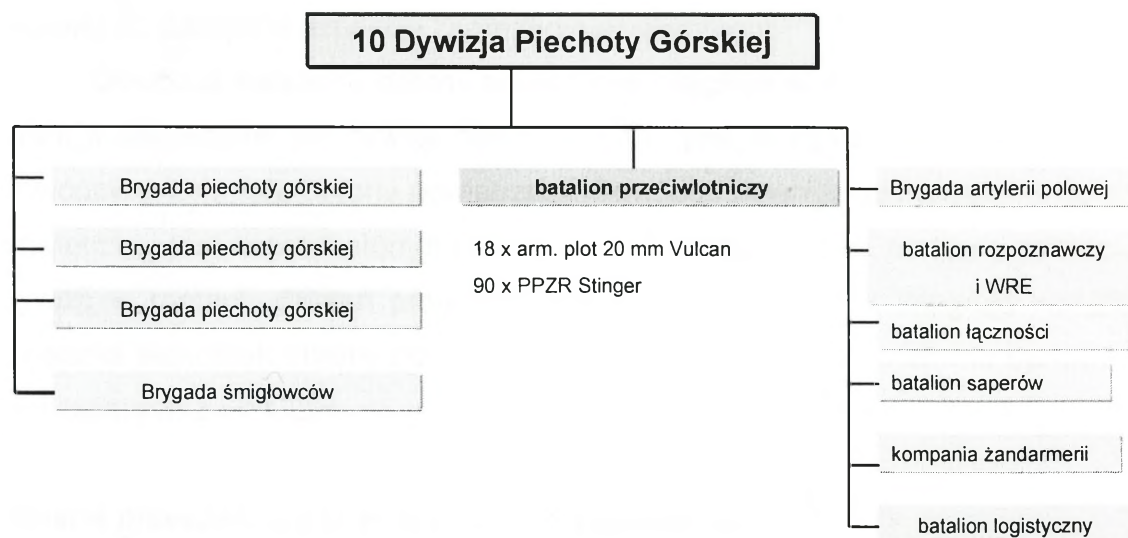 10 Dywizja Piechoty Górskiej
Brygada piechoty górskiej
Brygada piechoty górskiej
Brygada piechoty górskiej
Brygada śmigłowców
batalion przeciwlotniczy
18 x arm. plot 20 mm Vulcan
90 x PPZR Stinger
Brygada artylerii polowej
batalion rozpoznawczy
i WRE
batalion łączności
batalion saperów
kompania żandarmerii
batalion logistyczny